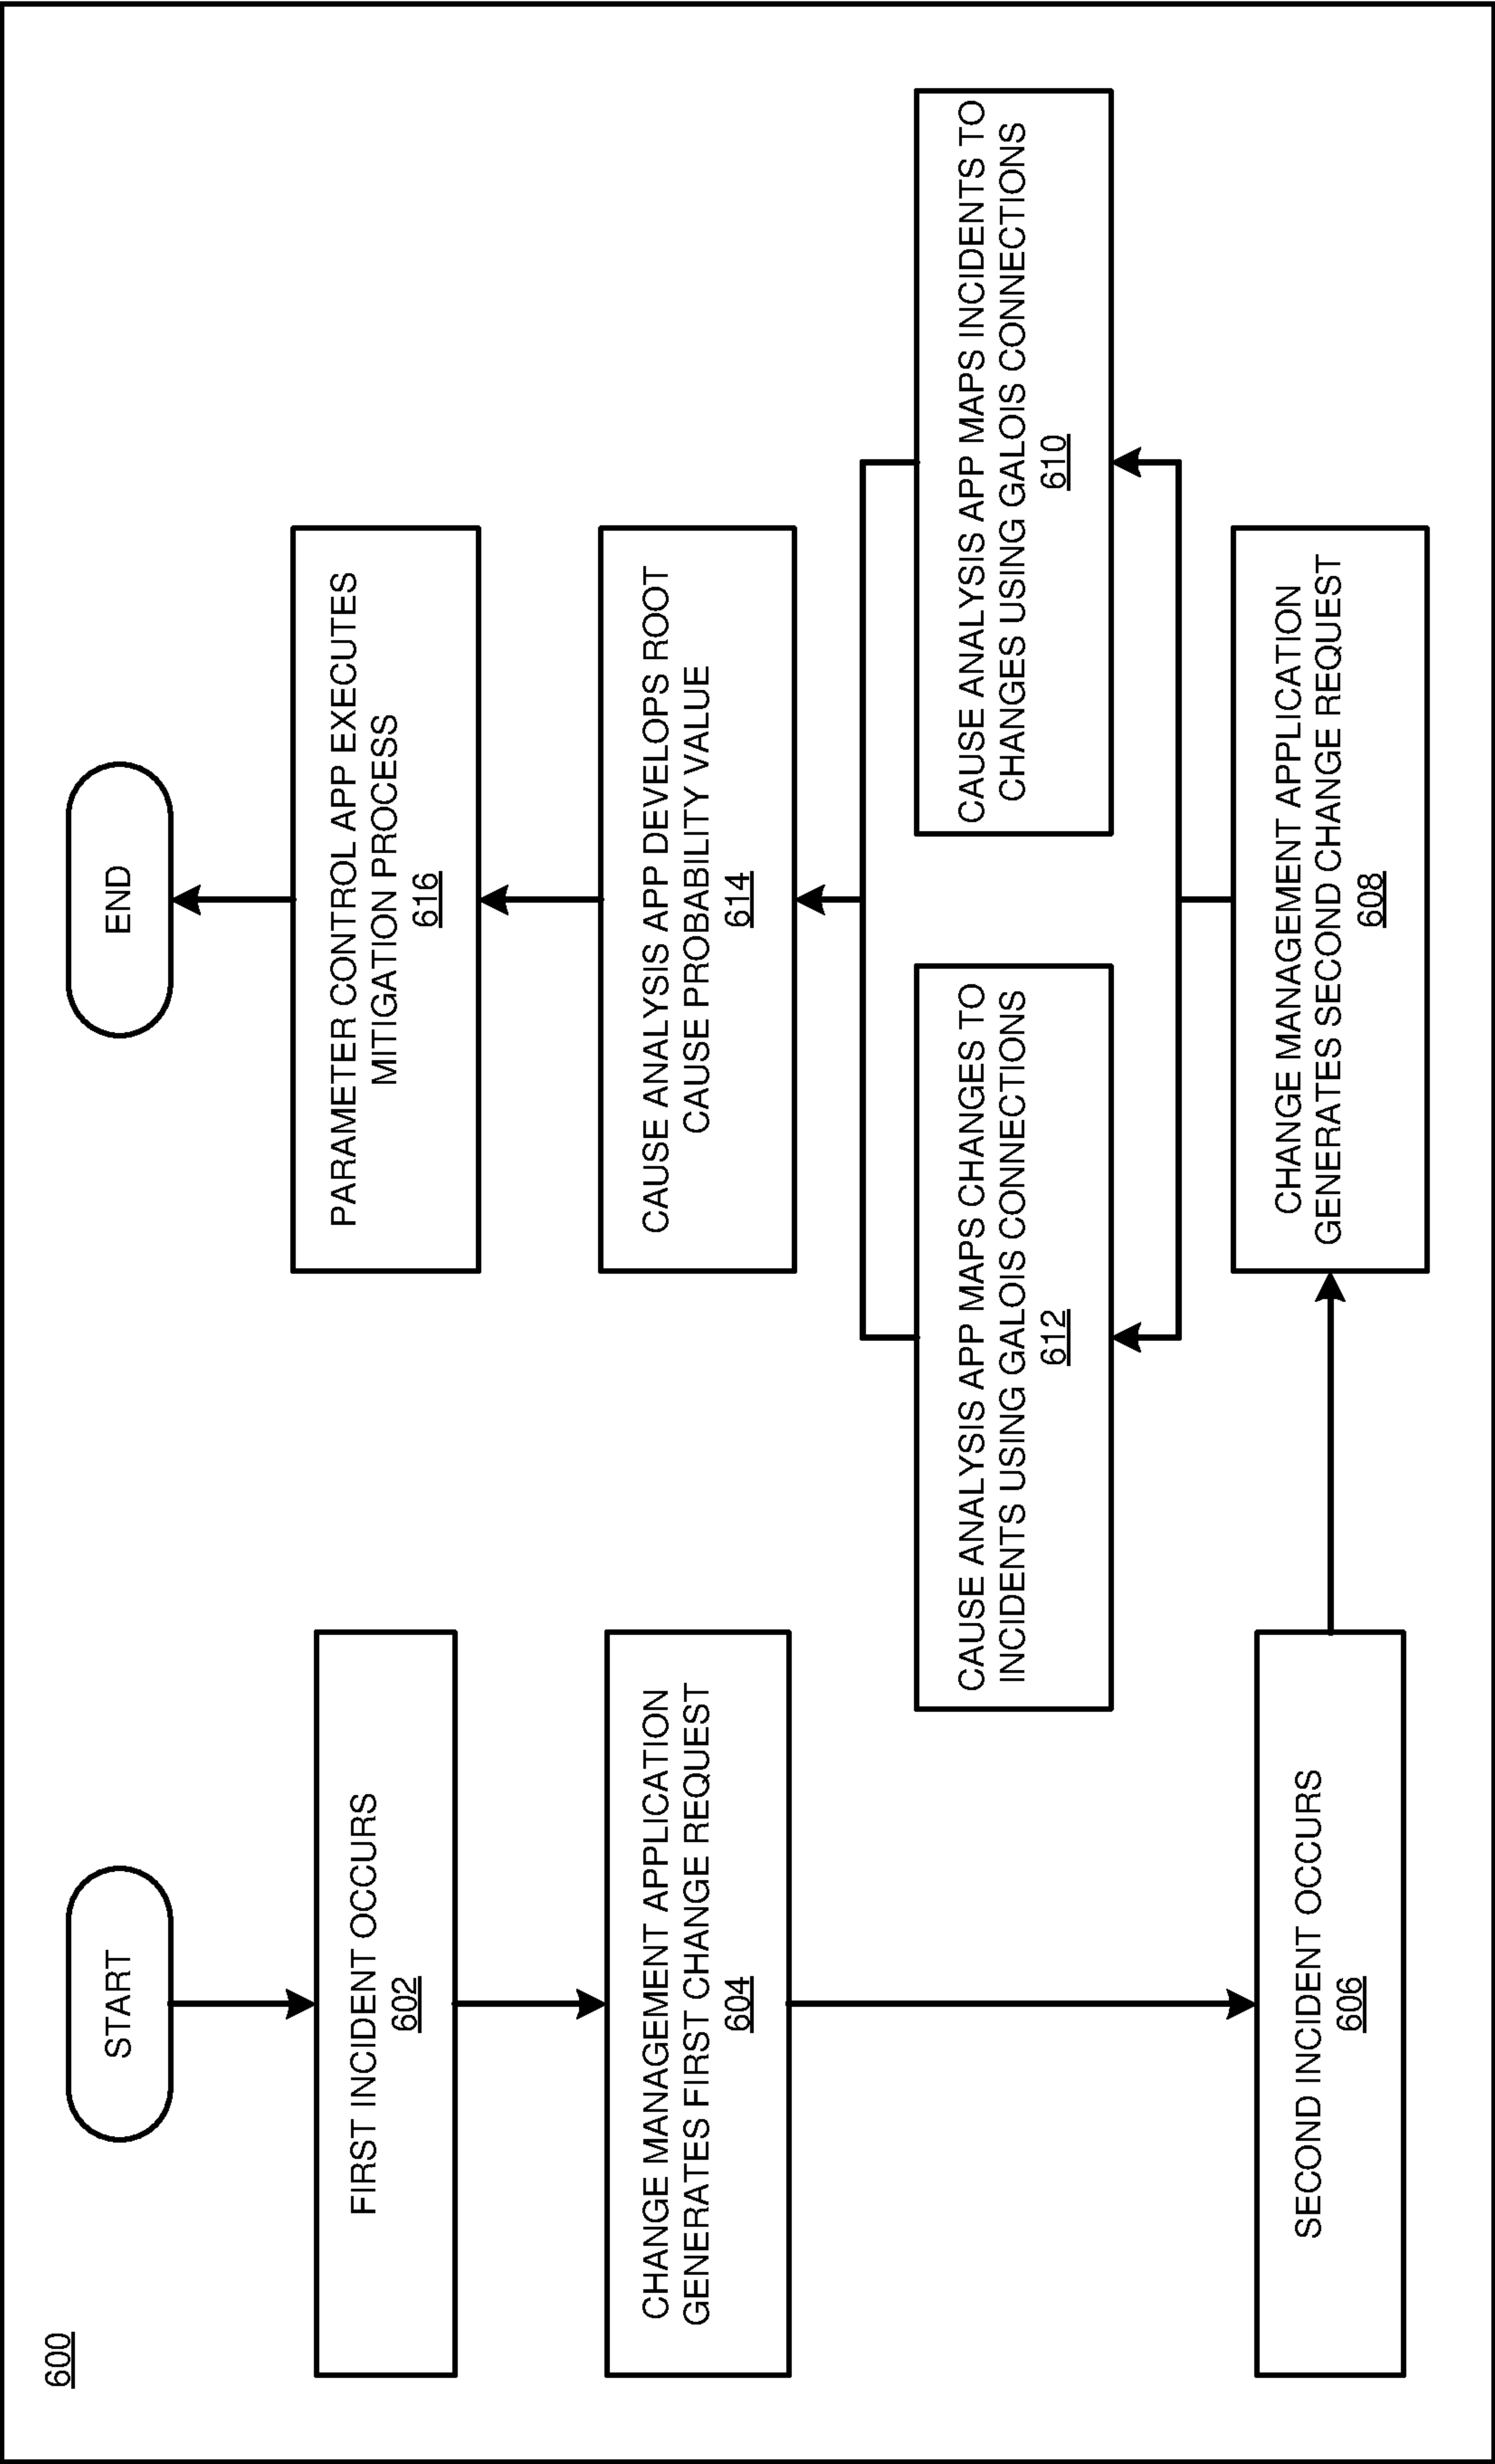 600
START
FIRST INCIDENT OCCURS
602
CHANGE MANAGEMENT APPLICATION
GENERATES FIRST CHANGE REQUEST
604
SECOND INCIDENT OCCURS
606
CHANGE MANAGEMENT APPLICATION
GENERATES SECOND CHANGE REQUEST
608
CAUSE ANALYSIS APP MAPS INCIDENTS TO
CHANGES USING GALOIS CONNECTIONS
610
CAUSE ANALYSIS APP MAPS CHANGES TO
INCIDENTS USING GALOIS CONNECTIONS
612
CAUSE ANALYSIS APP DEVELOPS ROOT
CAUSE PROBABILITY VALUE
614
PARAMETER CONTROL APP EXECUTES
MITIGATION PROCESS
616
END